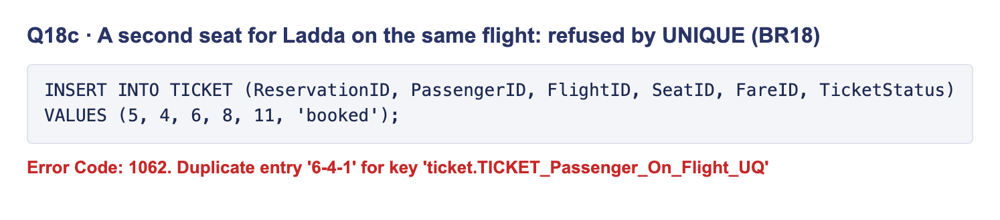 Q18c · A second seat for Ladda on the same flight: refused by UNIQUE (BR18)
INSERT INTO TICKET (ReservationID, PassengerID, FlightID, SeatID, FareID, TicketStatus)
VALUES (5, 4, 6, 8, 11, 'booked');
Error Code: 1062. Duplicate entry '6-4-1' for key 'ticket.TICKET_Passenger_On_Flight_UQ'